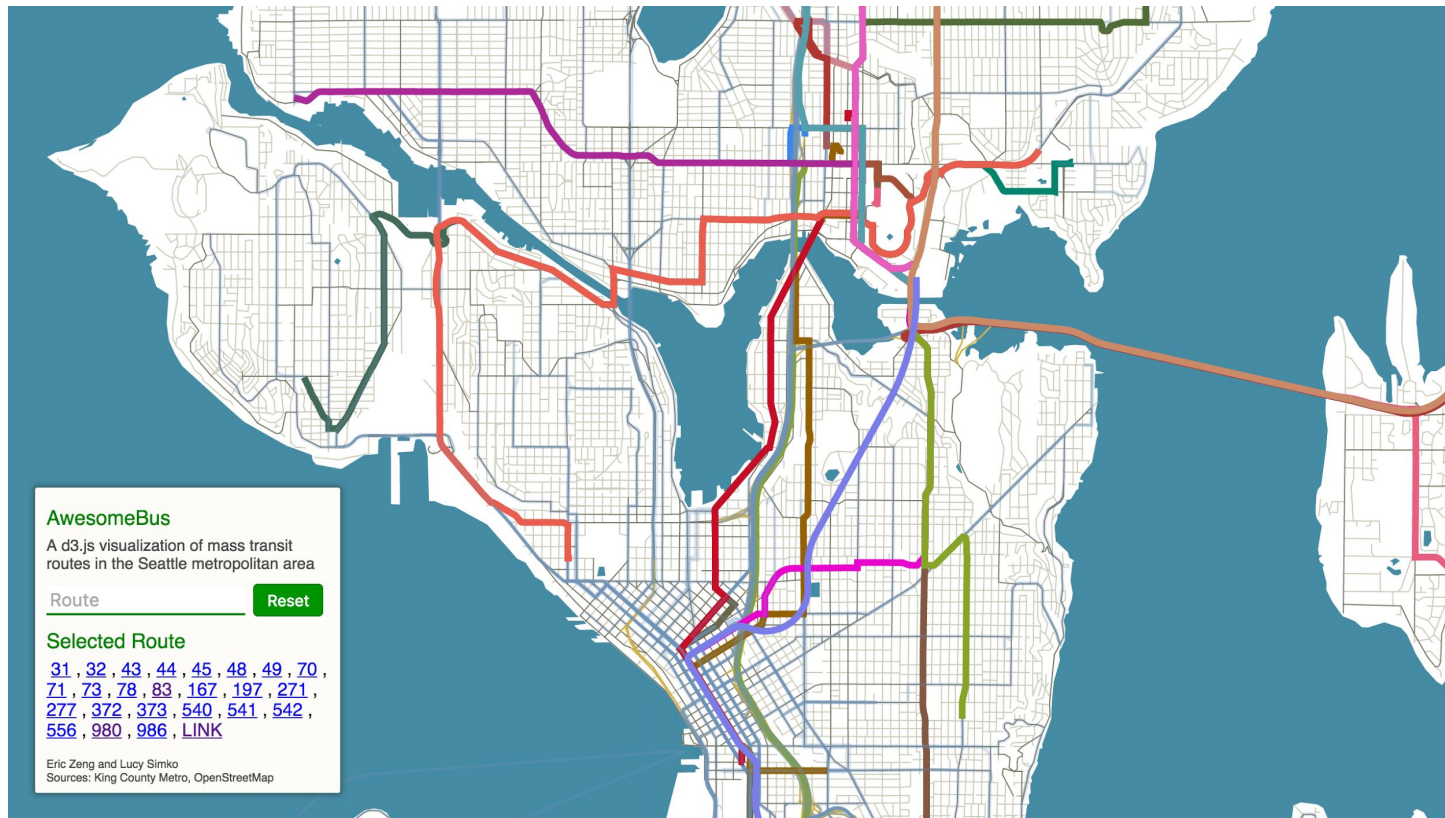 AwesomeBus
A d3.js visualization of mass transit
routes in the Seattle metropolitan area
Route Reset
Selected Route
31 , 32 , 43 , 44 , 45 , 48 , 49 , 70 ,
71 , 73 , 78 , 83 , 167 , 197 , 271 ,
277 , 372 , 373 , 540 , 541 , 542 ,
556 , 980 , 986 , LINK
Eric Zeng and Lucy Simko
Sources: King County Metro, OpenStreetMap